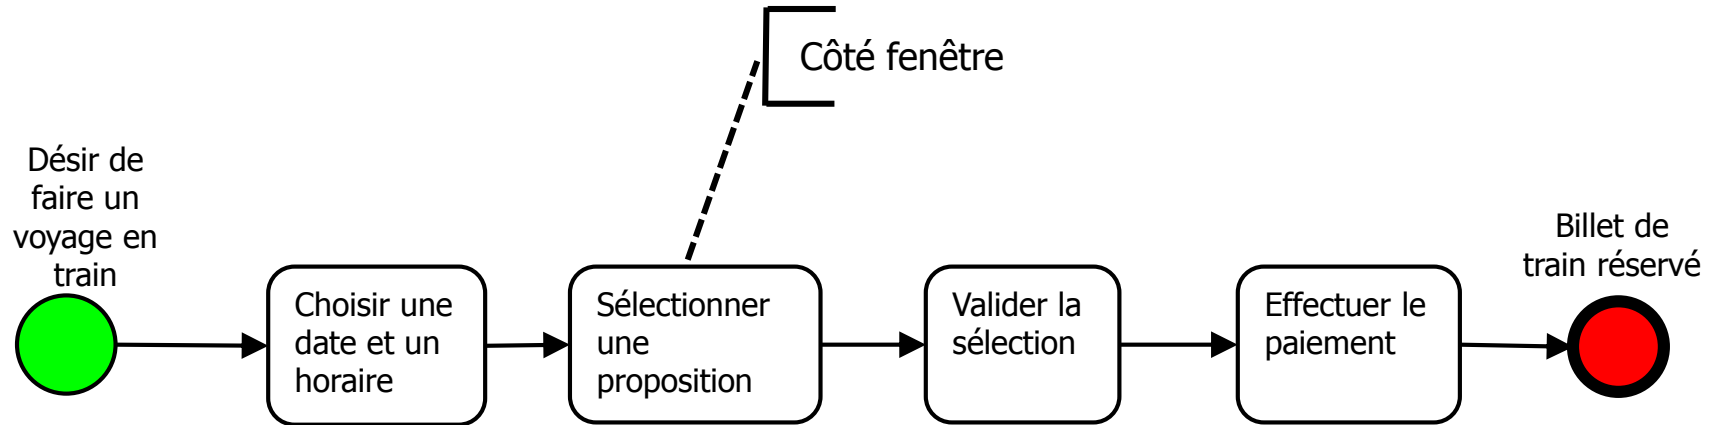 Côté fenêtre
Désir de
faire un
voyage en
train
Choisir une
date et un
horaire
Sélectionner
une
proposition
Valider la
sélection
Effectuer le
paiement
Billet de
train réservé